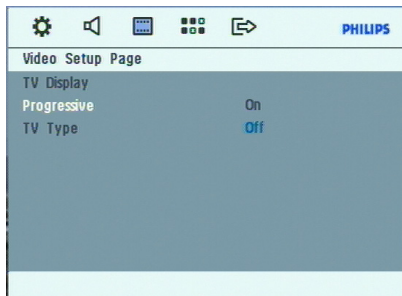 PHILIPS
Video Setup Page
TV Display
Progressive On
TV Type Off